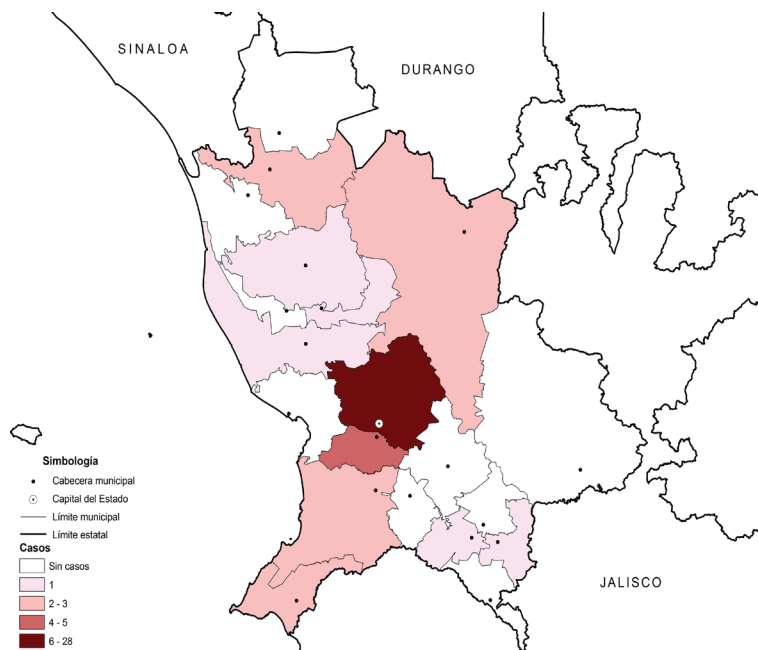 SINALOA
DURANGO
Simbología
Cabecera municipal
Capital del Estado
Límite municipal
Límite estatal
Casos
Sin casos
1
2 - 3
4 - 5
6 - 28
JALISCO